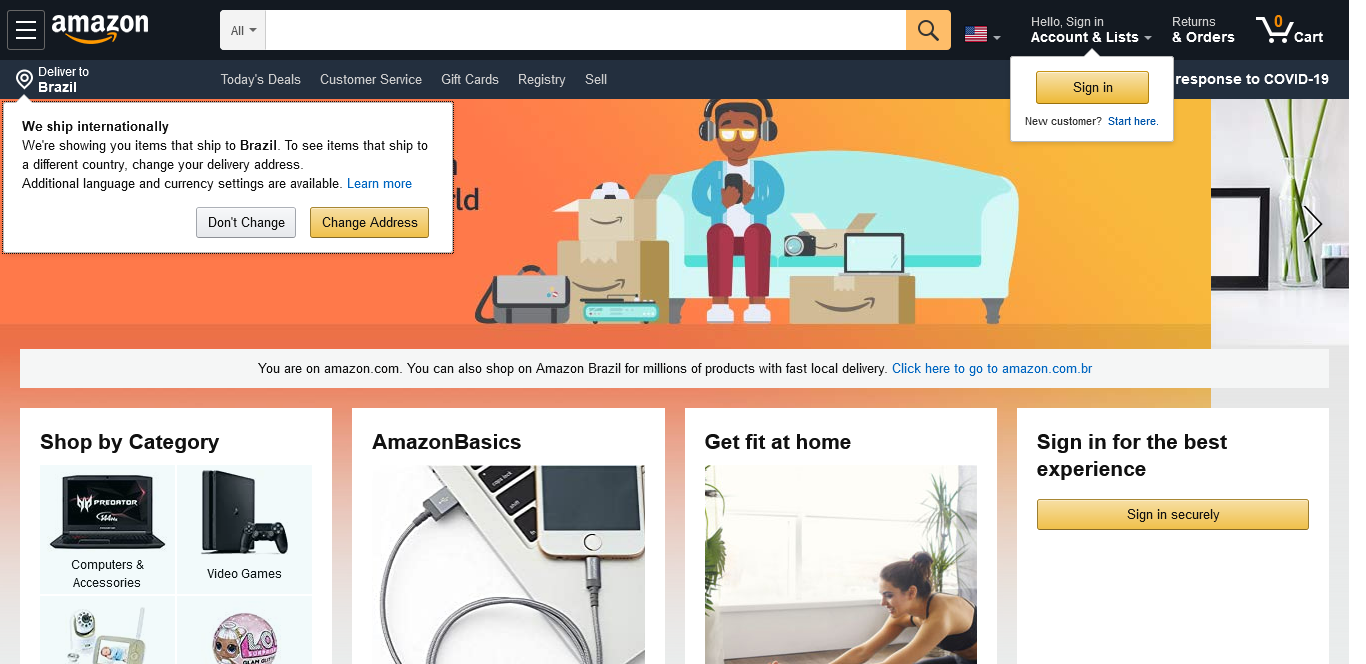 amazon
All
Hello, Sign in
Account & Lists
Returns
& Orders
0
Cart
Deliver to
Brazil
Today's Deals
Customer Service
Gift Cards
Registry
Sell
response to COVID-19
Sign in
New customer? Start here.
We ship internationally
We're showing you items that ship to Brazil. To see items that ship to
a different country, change your delivery address.
Additional language and currency settings are available. Learn more
Don't Change
Change Address
You are on amazon.com. You can also shop on Amazon Brazil for millions of products with fast local delivery. Click here to go to amazon.com.br
Shop by Category
AmazonBasics
Get fit at home
Sign in for the best
experience
Sign in securely
PREDATOR
144Hz
Computers &
Accessories
Video Games
L.O.L
GLAM GLITTER